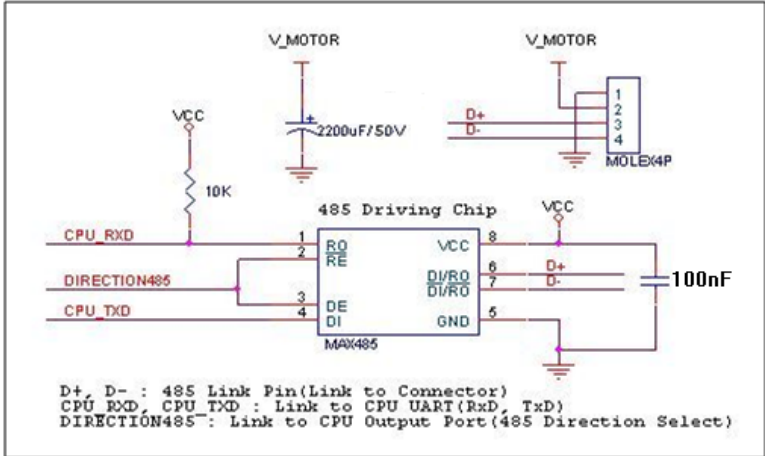 V_MOTOR
V_MOTOR
VCC
2200uF/50V
D+
D-
1
2
3
4
MOLEX4P
10K
485 Driving Chip
VCC
CPU_RXD
1
RO
VCC
8
2
RE
DIRECTION485
DI/RO
6
D+
DI/RO
7
D-
100nF
3
DE
CPU_TXD
4
DI
GND
5
MAX485
D+, D- : 485 Link Pin(Link to Connector)
CPU_RXD, CPU_TXD : Link to CPU UART(RxD, TxD)
DIRECTION485 : Link to CPU Output Port(485 Direction Select)